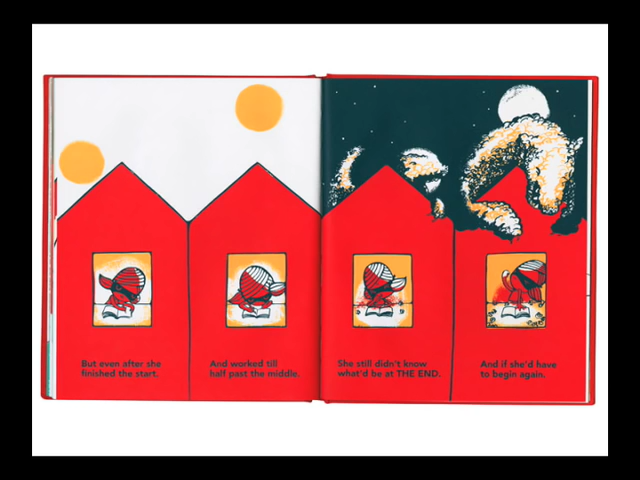 But even after she
finished the start.
And worked till
half past the middle.
She still didn't know
what'd be at THE END.
And if she'd have
to begin again.